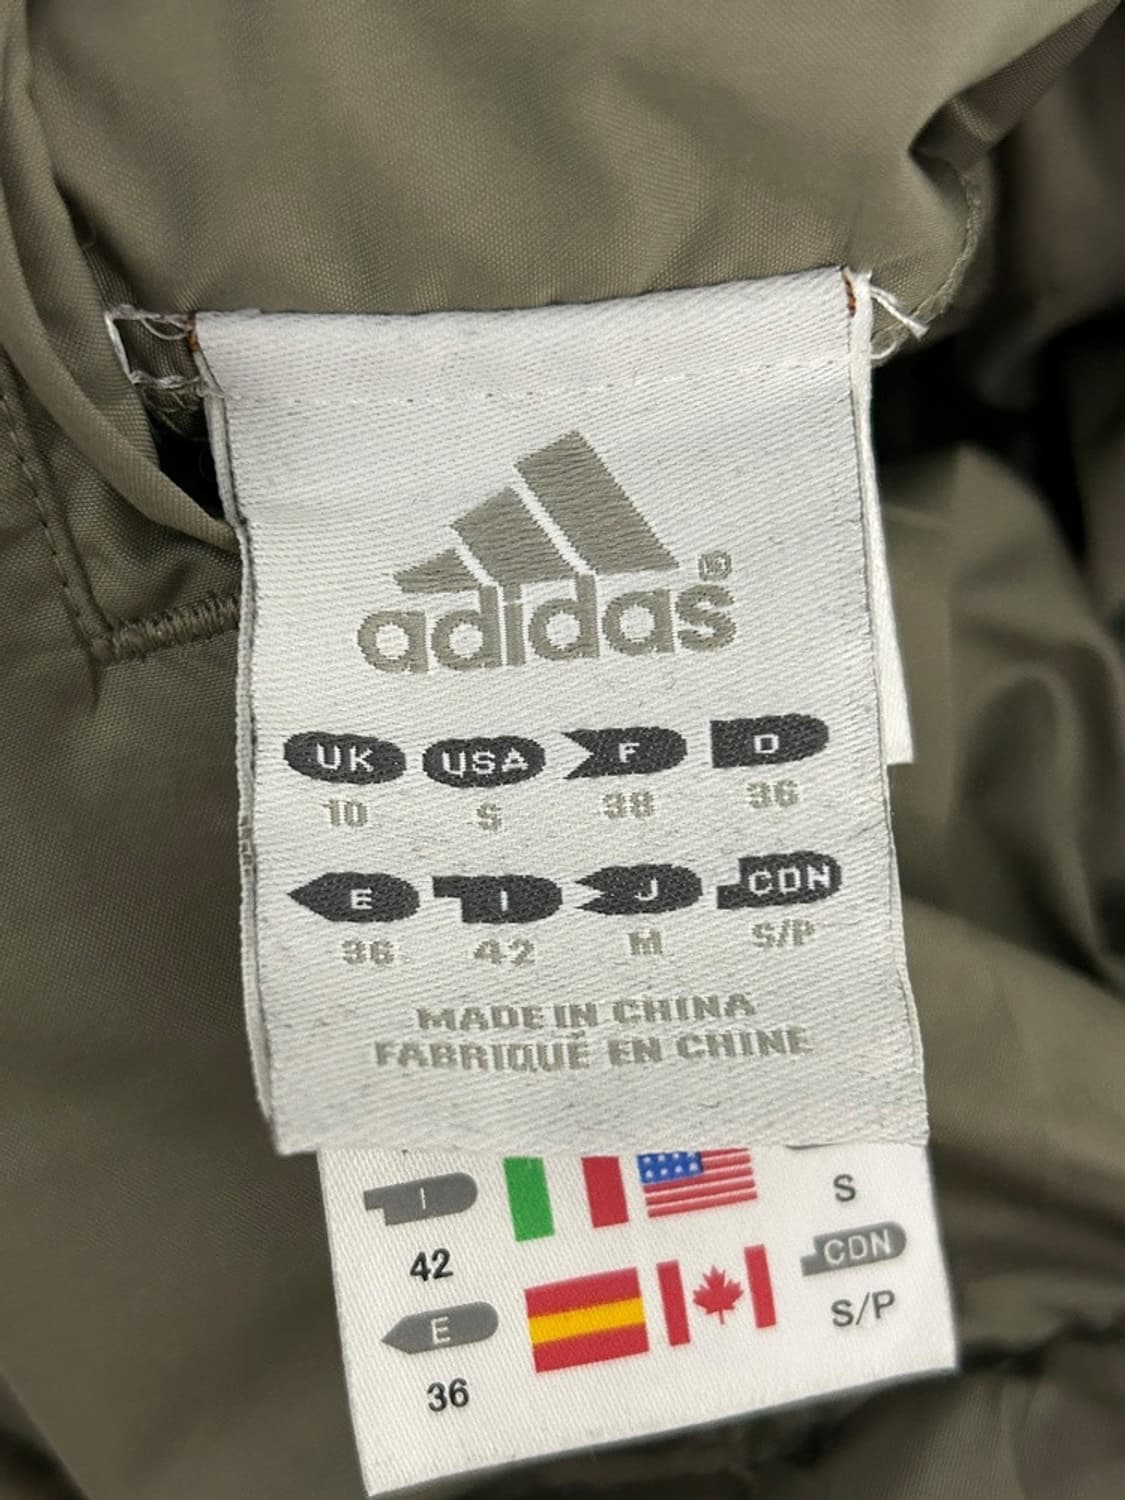 adidas®
UK USA F D
10 S 38 36
E I J CDN
36 42 M S/P
MADE IN CHINA
FABRIQUÉ EN CHINE
I S
42 CDN
E S/P
36